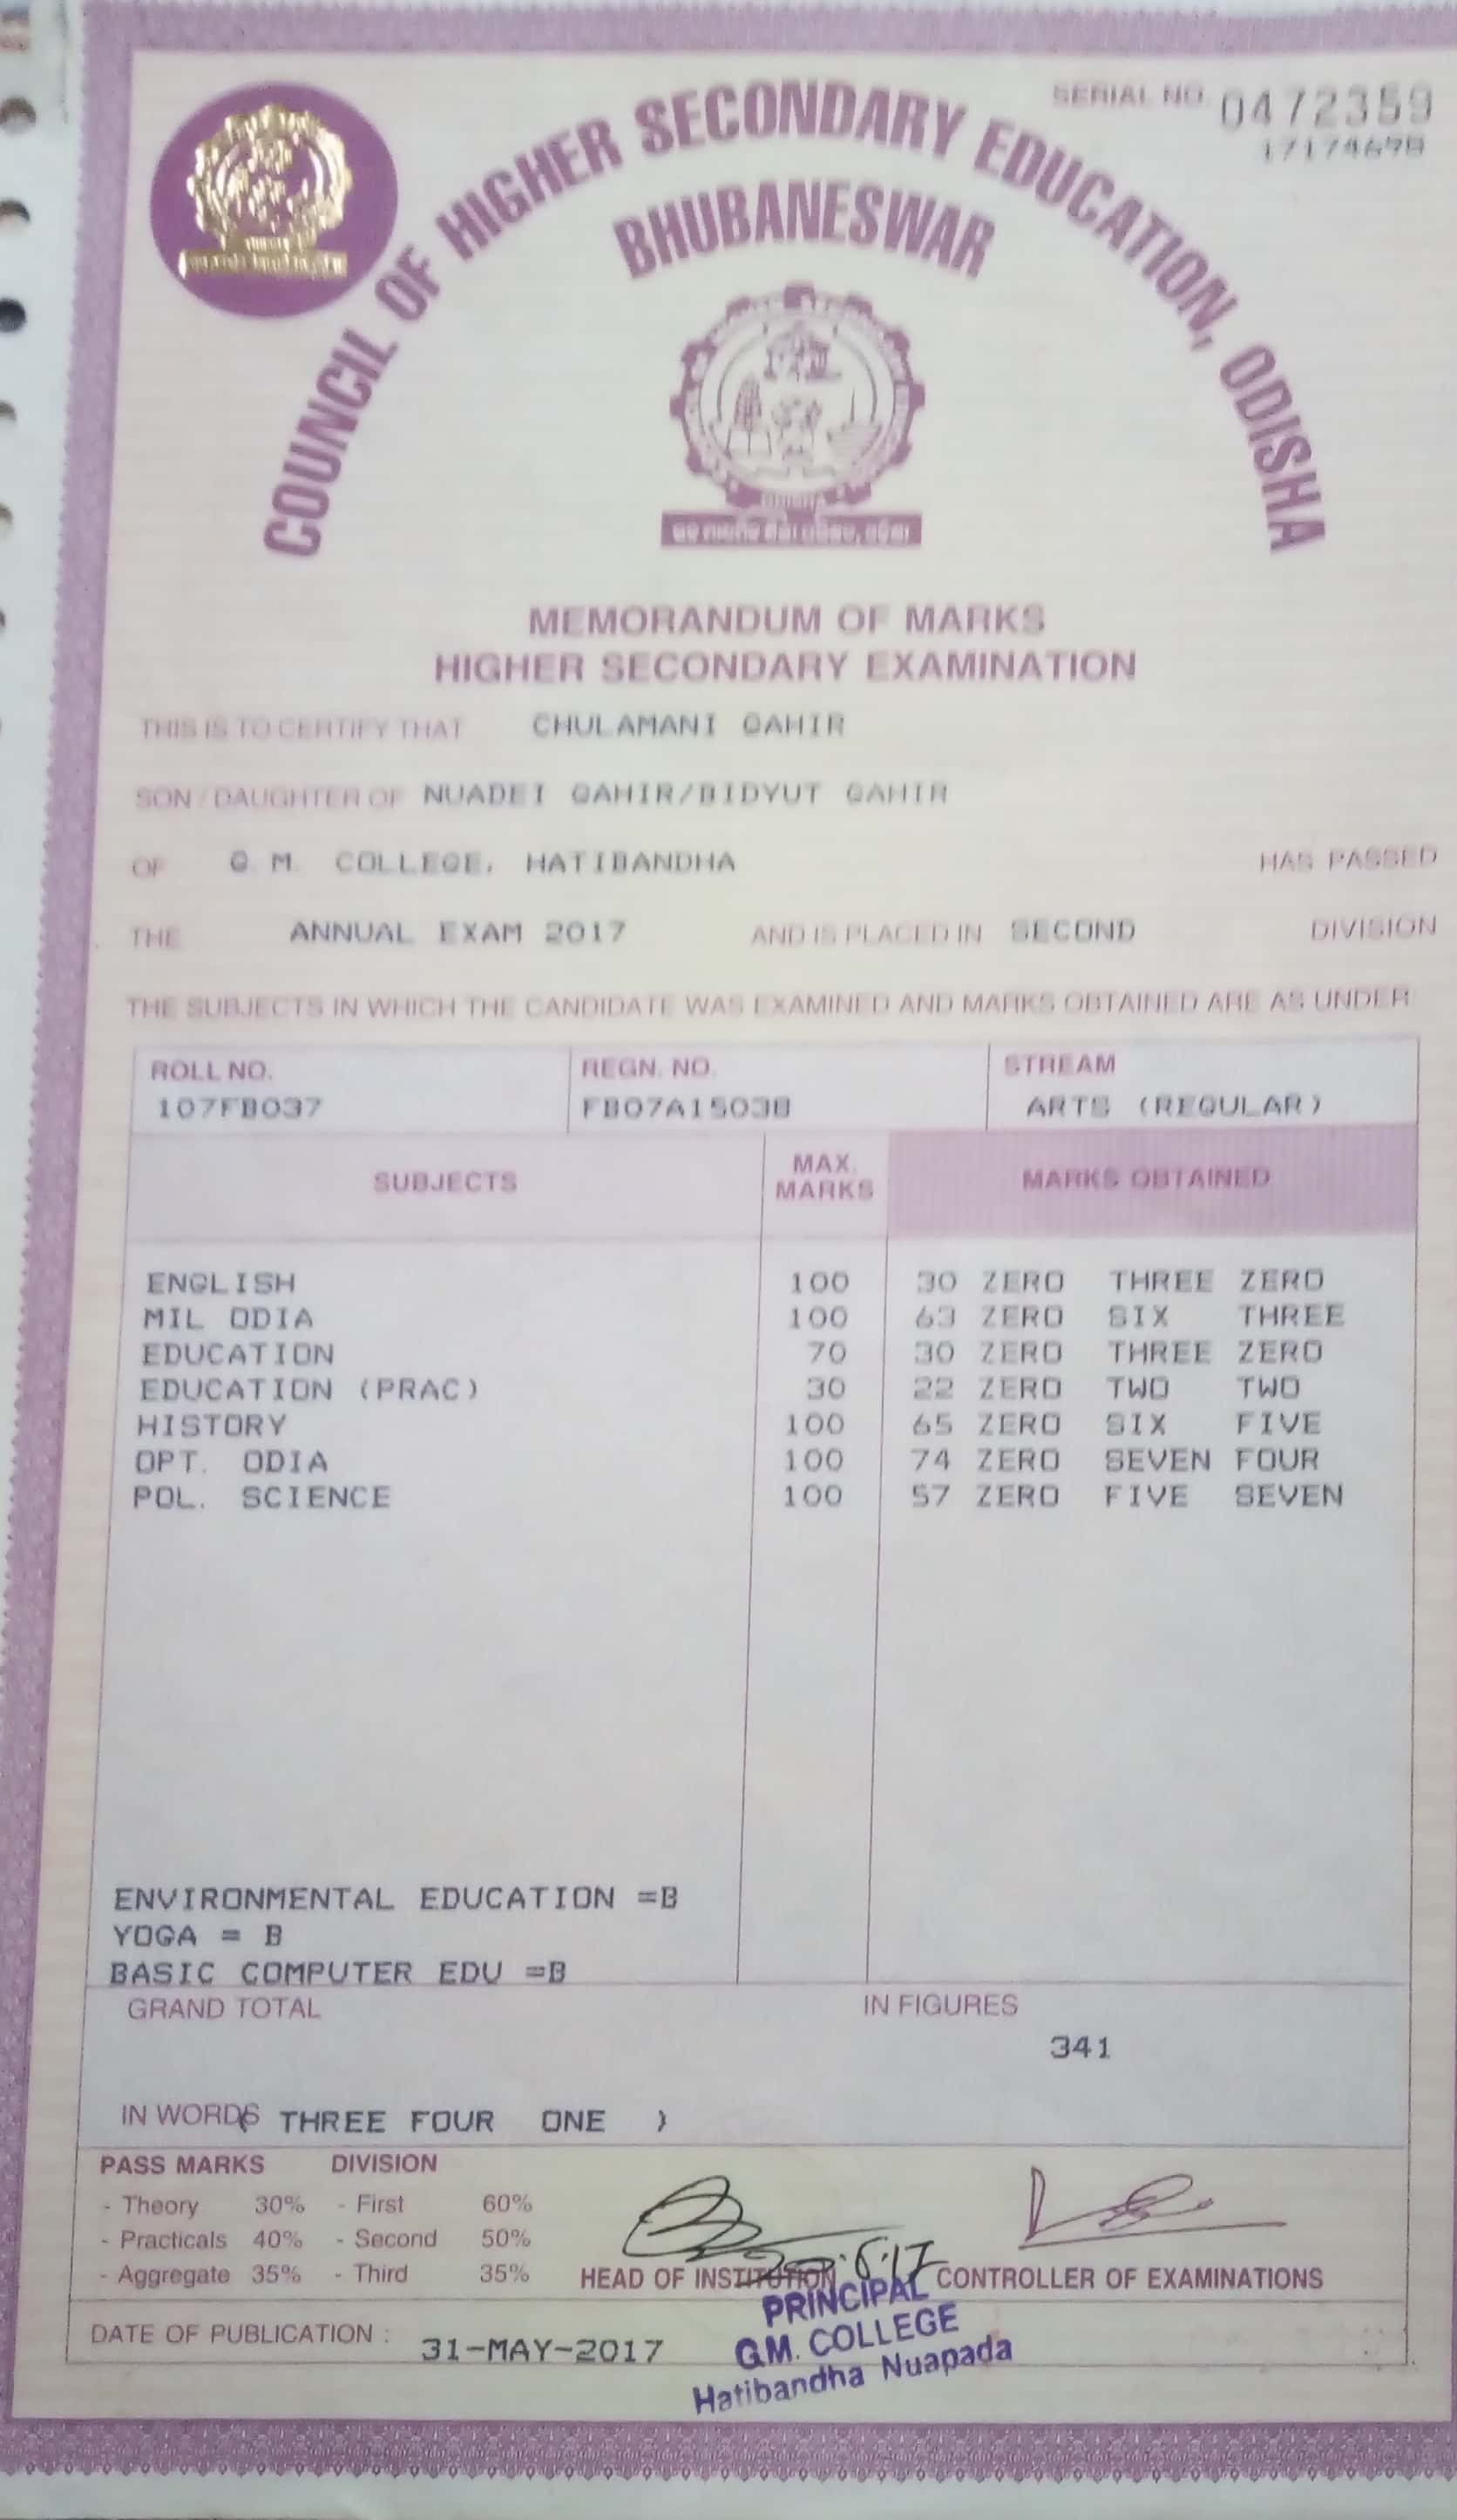 SERIAL NO. 0472359
17174698
COUNCIL OF HIGHER SECONDARY EDUCATION, ODISHA
BHUBANESWAR
MEMORANDUM OF MARKS
HIGHER SECONDARY EXAMINATION
THIS IS TO CERTIFY THAT CHULAMANI GAHIR
SON / DAUGHTER OF NUADEI GAHIR/BIDYUT GAHIR
OF G.M. COLLEGE, HATIBANDHA HAS PASSED
THE ANNUAL EXAM 2017 AND IS PLACED IN SECOND DIVISION
THE SUBJECTS IN WHICH THE CANDIDATE WAS EXAMINED AND MARKS OBTAINED ARE AS UNDER
ROLL NO. REGN. NO. STREAM
107FB037 FB07A15038 ARTS (REGULAR)
SUBJECTS MAX. MARKS MARKS OBTAINED
ENGLISH 100 30 ZERO THREE ZERO
MIL ODIA 100 63 ZERO SIX THREE
EDUCATION 70 30 ZERO THREE ZERO
EDUCATION (PRAC) 30 22 ZERO TWO TWO
HISTORY 100 65 ZERO SIX FIVE
OPT. ODIA 100 74 ZERO SEVEN FOUR
POL. SCIENCE 100 57 ZERO FIVE SEVEN
ENVIRONMENTAL EDUCATION =B
YOGA = B
BASIC COMPUTER EDU =B
GRAND TOTAL IN FIGURES
341
IN WORDS ( THREE FOUR ONE )
PASS MARKS DIVISION
- Theory 30% - First 60%
- Practicals 40% - Second 50%
- Aggregate 35% - Third 35%
HEAD OF INSTITUTION CONTROLLER OF EXAMINATIONS
PRINCIPAL
G.M. COLLEGE
Hatibandha Nuapada
DATE OF PUBLICATION : 31-MAY-2017